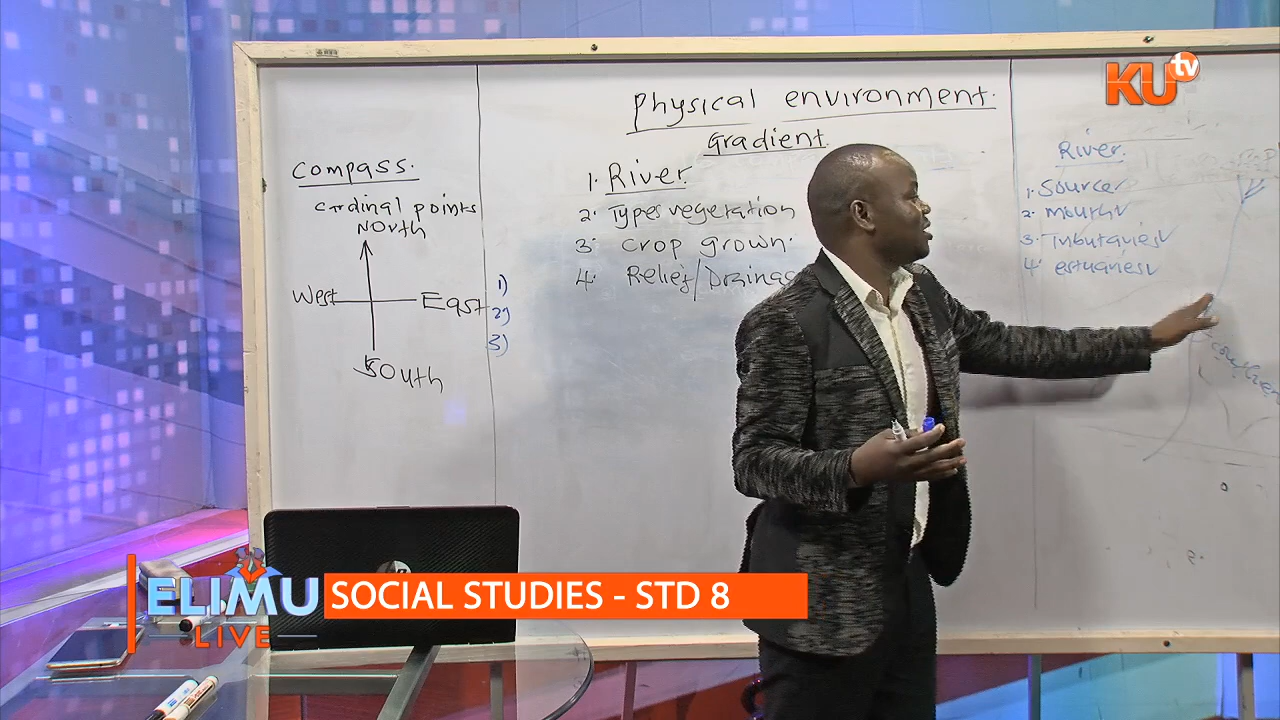 KU tv
Physical environment.
Gradient
1. River
2. Types vegetation
3. Crop grown.
4. Relief/Drainag
Compass.
Crdinal points
North
West
East
South
1)
2)
3)
River.
1. Source
2. Mouth
3. Tributaries
4. estuaries
ELIMU
LIVE
SOCIAL STUDIES - STD 8